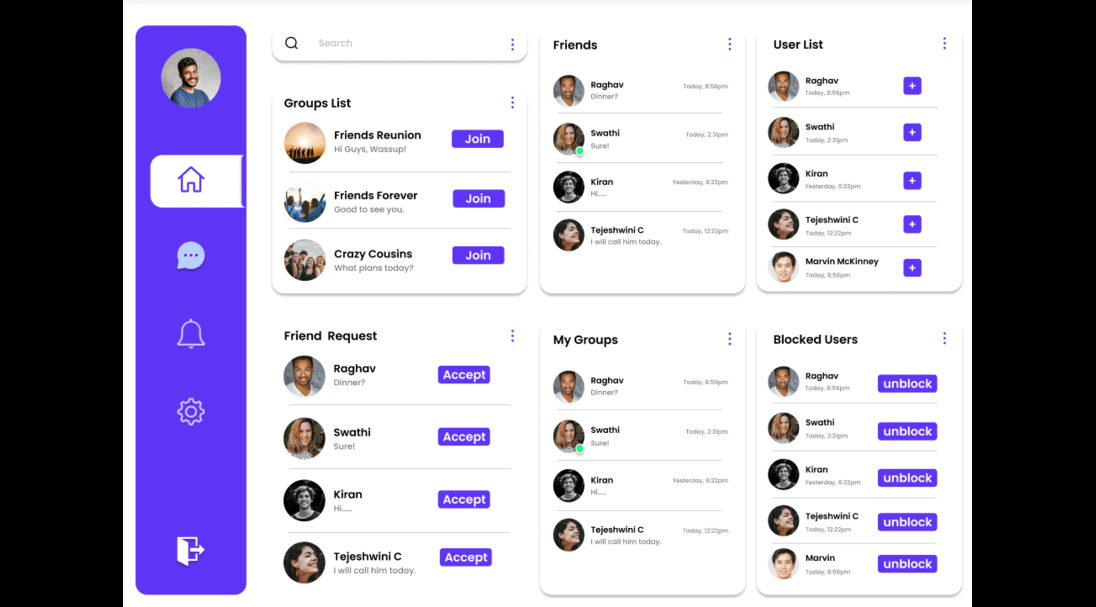 Search
Groups List
Friends Reunion
Hi Guys, Wassup!
Join
Friends Forever
Good to see you.
Join
Crazy Cousins
What plans today?
Join
Friends
Raghav
Today, 8:56pm
Dinner?
Swathi
Today, 2:31pm
Sure!
Kiran
Yesterday, 6:22pm
Hi.....
Tejeshwini C
Today, 12:22pm
I will call him today.
User List
Raghav
Today, 8:56pm
+
Swathi
Today, 2:31pm
+
Kiran
Yesterday, 6:22pm
+
Tejeshwini C
Today, 12:22pm
+
Marvin McKinney
Today, 8:56pm
+
Friend Request
Raghav
Dinner?
Accept
Swathi
Sure!
Accept
Kiran
Hi.....
Accept
Tejeshwini C
I will call him today.
Accept
My Groups
Raghav
Today, 8:56pm
Dinner?
Swathi
Today, 2:31pm
Sure!
Kiran
Yesterday, 6:22pm
Hi.....
Tejeshwini C
Today, 12:22pm
I will call him today.
Blocked Users
Raghav
Today, 8:56pm
unblock
Swathi
Today, 2:31pm
unblock
Kiran
Yesterday, 6:22pm
unblock
Tejeshwini C
Today, 12:22pm
unblock
Marvin
Today, 8:56pm
unblock